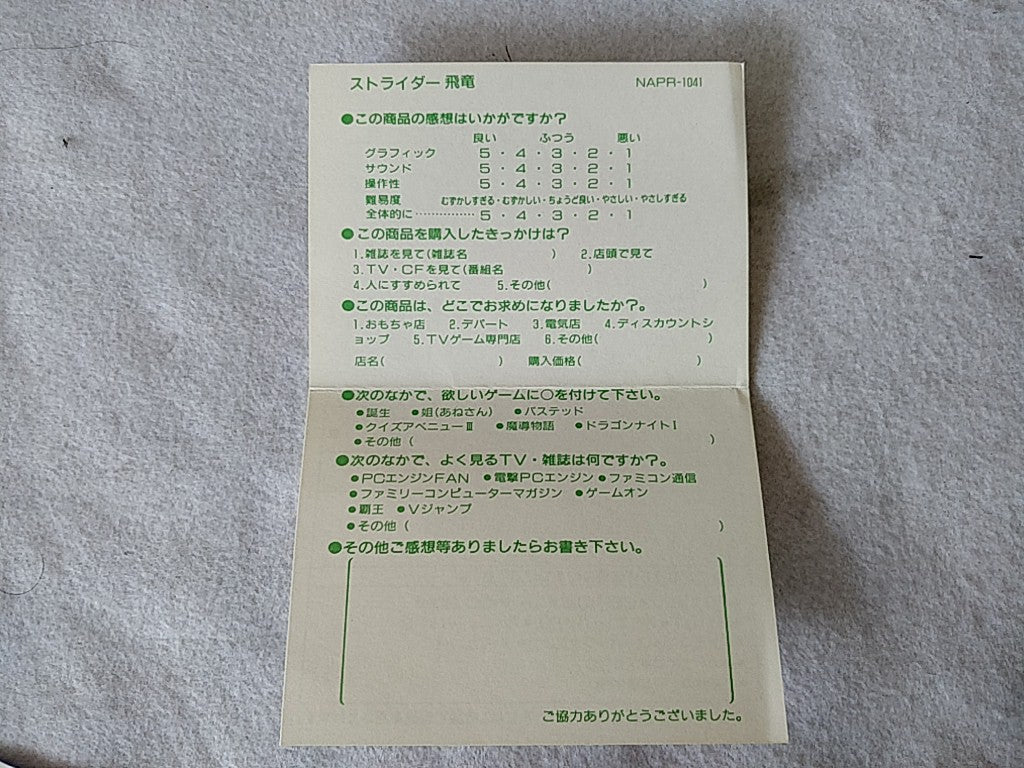 ストライダー飛竜 NAPR-1041
●この商品の感想はいかがですか?
良い ふつう 悪い
グラフィック 5・4・3・2・1
サウンド 5・4・3・2・1
操作性 5・4・3・2・1
難易度 むずかしすぎる・むずかしい・ちょうど良い・やさしい・やさしすぎる
全体的に…………… 5・4・3・2・1
●この商品を購入したきっかけは?
1.雑誌を見て(雑誌名 ) 2.店頭で見て
3.TV・CFを見て(番組名 )
4.人にすすめられて 5.その他( )
●この商品は、どこでお求めになりましたか?。
1.おもちゃ店 2.デパート 3.電気店 4.ディスカウントシ
ョップ 5.TVゲーム専門店 6.その他( )
店名( ) 購入価格( )
●次のなかで、欲しいゲームに○を付けて下さい。
●誕生 ●姐(あねさん) ●バステッド
●クイズアベニューⅢ ●魔導物語 ●ドラゴンナイトⅠ
●その他( )
●次のなかで、よく見るTV・雑誌は何ですか?。
●PCエンジンFAN ●電撃PCエンジン ●ファミコン通信
●ファミリーコンピューターマガジン ●ゲームオン
●覇王 ●Vジャンプ
●その他( )
●その他ご感想等ありましたらお書き下さい。
ご協力ありがとうございました。